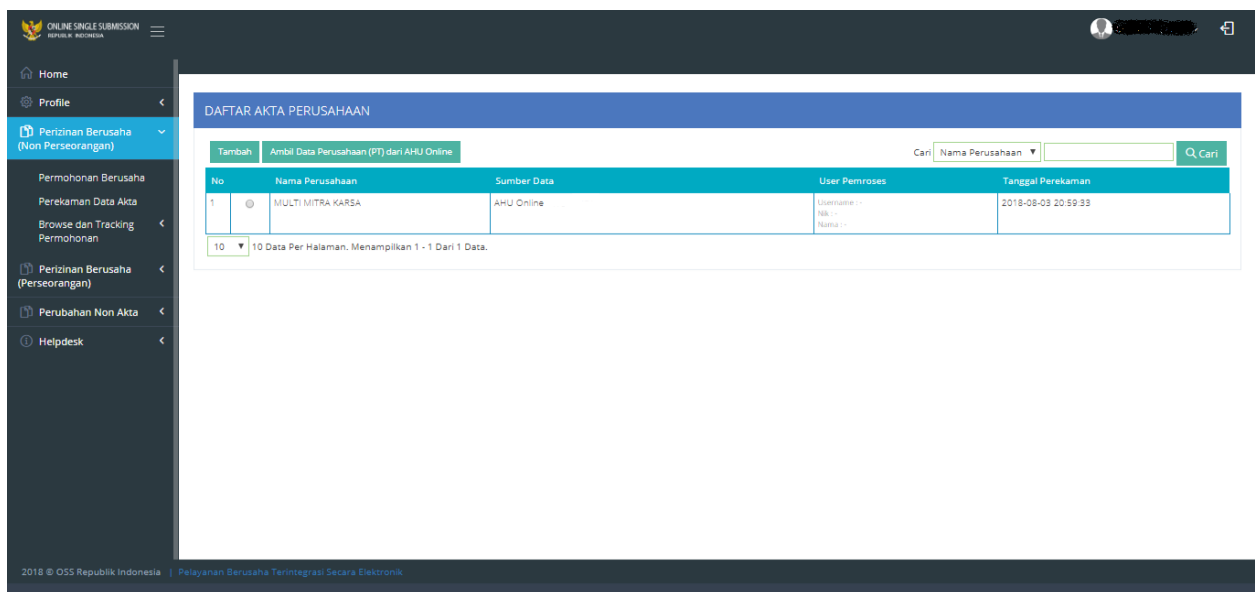 ONLINE SINGLE SUBMISSION
REPUBLIK INDONESIA
Home
Profile
Perizinan Berusaha
(Non Perseorangan)
Permohonan Berusaha
Perekaman Data Akta
Browse dan Tracking
Permohonan
Perizinan Berusaha
(Perseorangan)
Perubahan Non Akta
Helpdesk
DAFTAR AKTA PERUSAHAAN
Tambah Ambil Data Perusahaan (PT) dari AHU Online Cari Nama Perusahaan Cari
No Nama Perusahaan Sumber Data User Pemroses Tanggal Perekaman
1 MULTI MITRA KARSA AHU Online Username : - 2018-08-03 20:59:33
Nik : -
Nama : -
10 10 Data Per Halaman. Menampilkan 1 - 1 Dari 1 Data.
2018 © OSS Republik Indonesia | Pelayanan Berusaha Terintegrasi Secara Elektronik